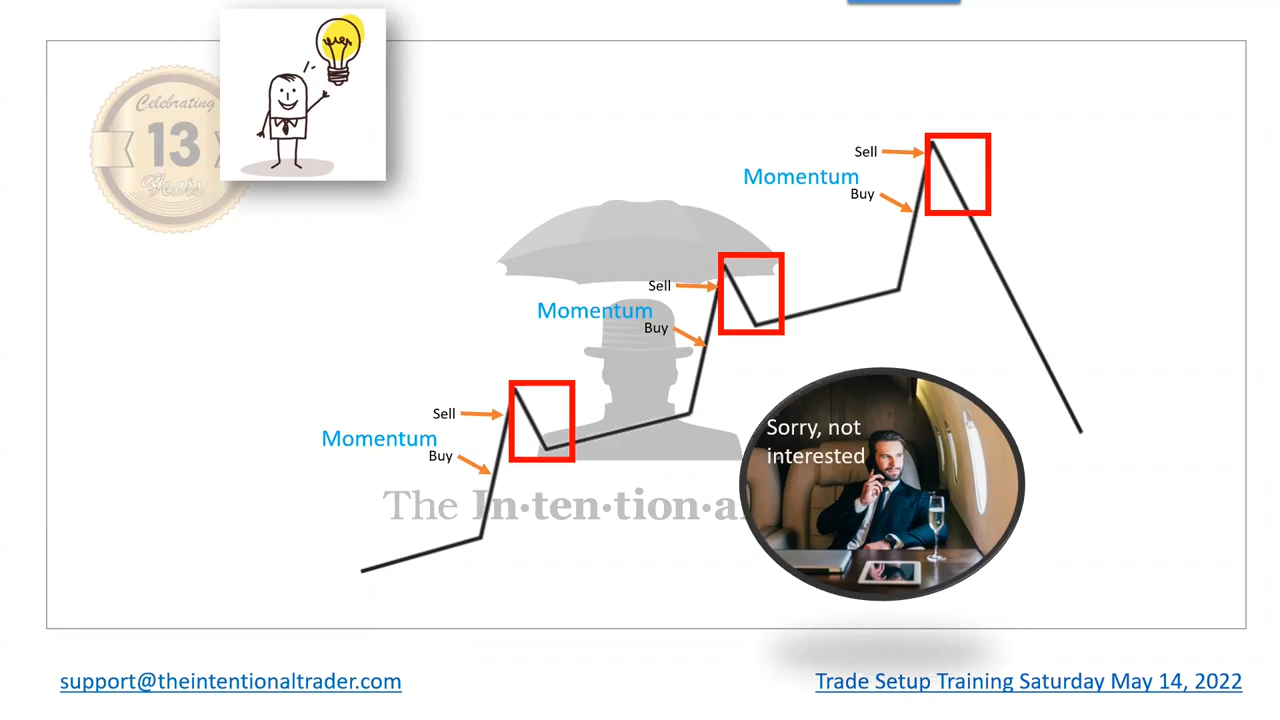 Celebrating
13
Years
Sell
Momentum
Buy
Sell
Momentum
Buy
Sell
Momentum
Buy
Sorry, not
interested
The In·ten·tion·al
support@theintentionaltrader.com
Trade Setup Training Saturday May 14, 2022